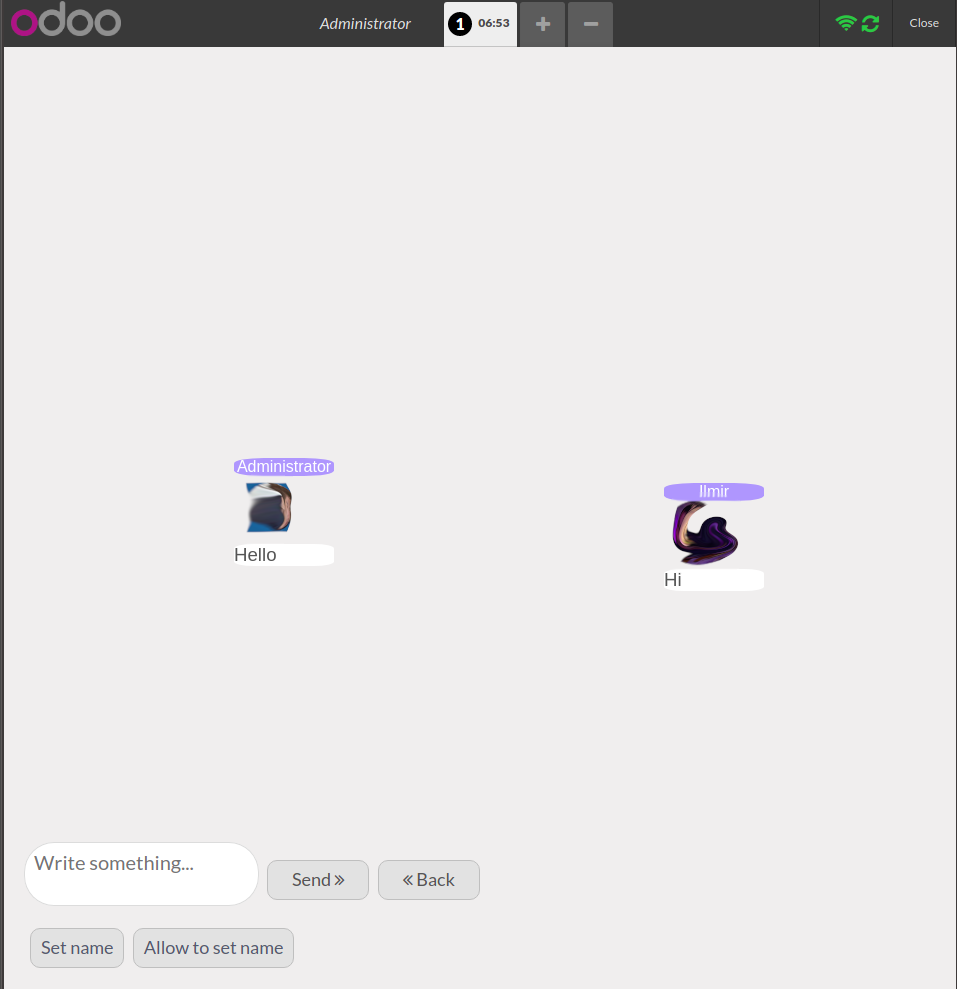 odoo
Administrator
1 06:53
Close
Administrator
Hello
Ilmir
Hi
Write something...
Send » « Back
Set name Allow to set name